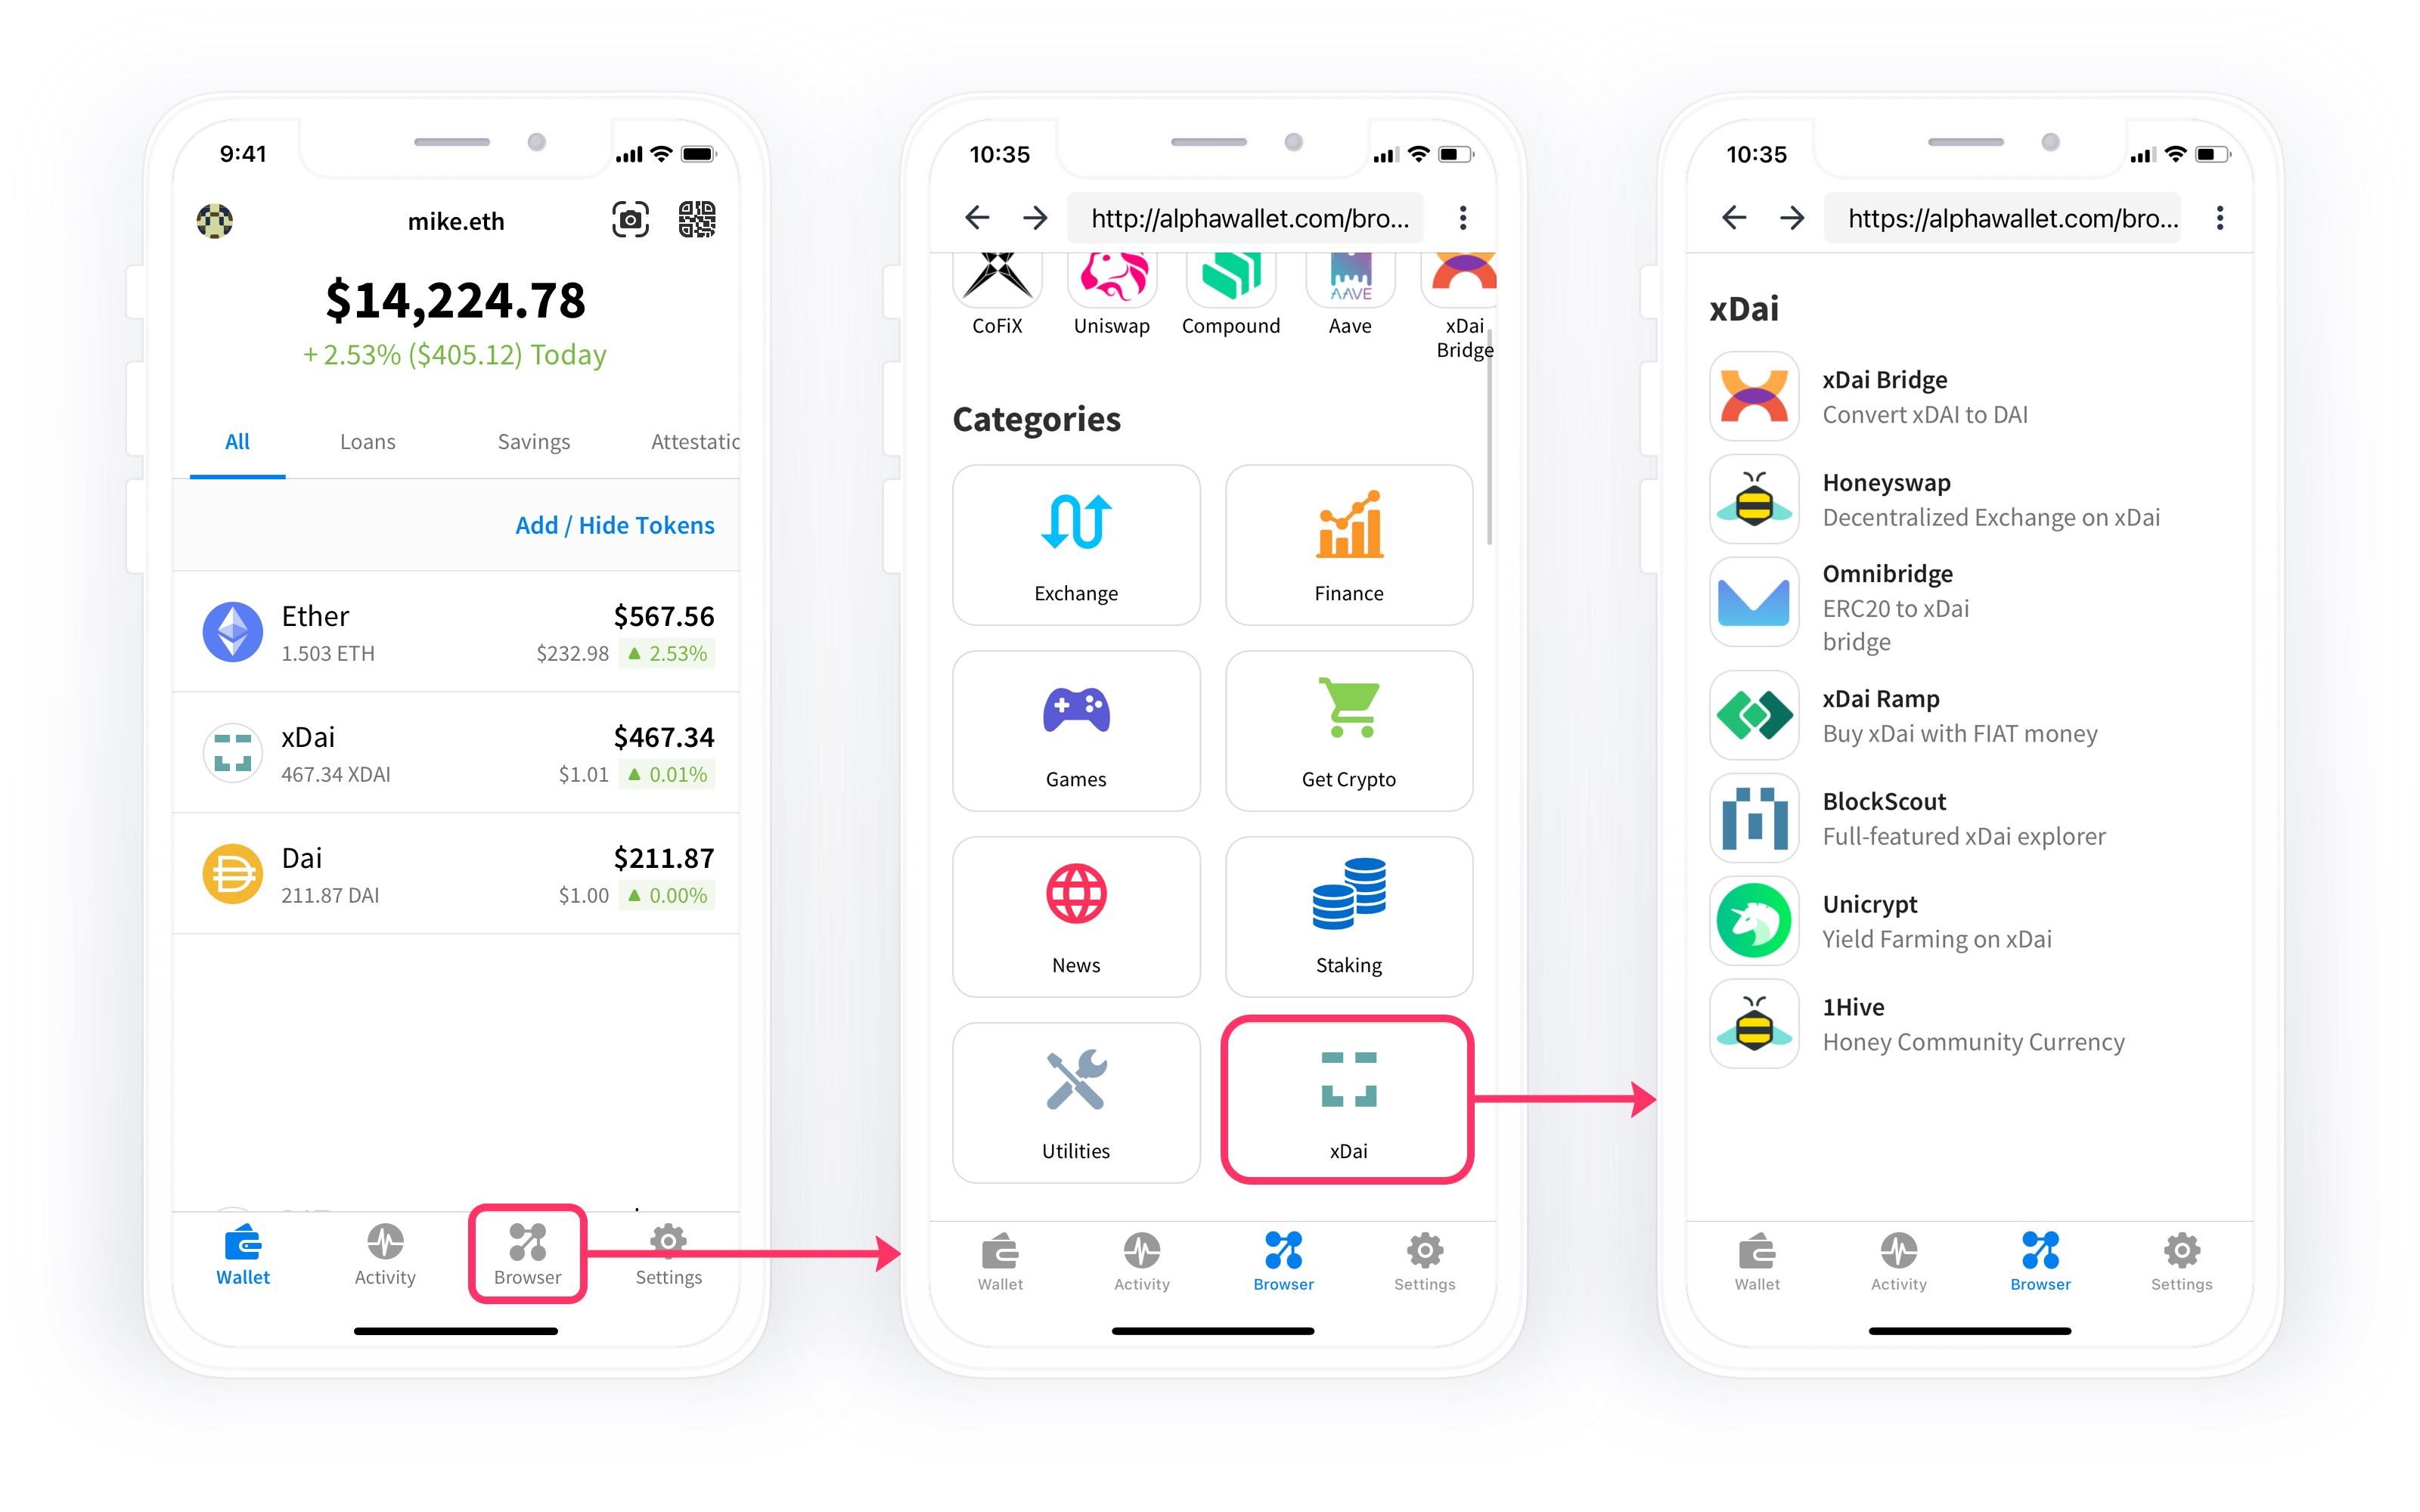 9:41
mike.eth
$14,224.78
+ 2.53% ($405.12) Today
All Loans Savings Attestatio
Add / Hide Tokens
Ether $567.56
1.503 ETH $232.98 2.53%
xDai $467.34
467.34 XDAI $1.01 0.01%
Dai $211.87
211.87 DAI $1.00 0.00%
Wallet Activity Browser Settings
10:35
http://alphawallet.com/bro...
AAVE
CoFiX Uniswap Compound Aave xDai
Bridge
Categories
Exchange Finance
Games Get Crypto
News Staking
Utilities xDai
Wallet Activity Browser Settings
10:35
https://alphawallet.com/bro...
xDai
xDai Bridge
Convert xDAI to DAI
Honeyswap
Decentralized Exchange on xDai
Omnibridge
ERC20 to xDai
bridge
xDai Ramp
Buy xDai with FIAT money
BlockScout
Full-featured xDai explorer
Unicrypt
Yield Farming on xDai
1Hive
Honey Community Currency
Wallet Activity Browser Settings